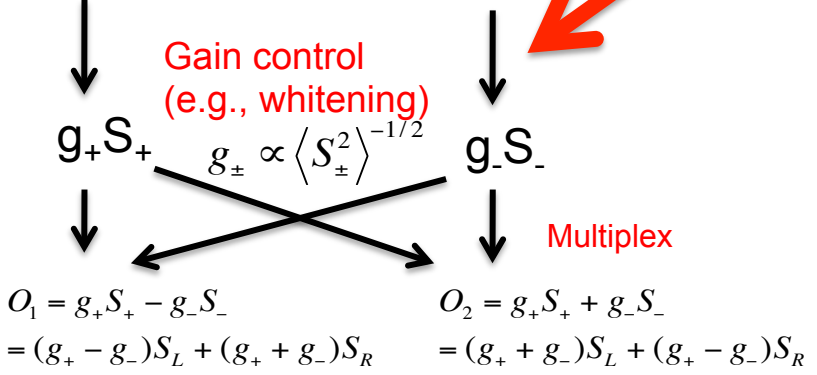 Gain control
(e.g., whitening)
g₊S₊
g± ∝ ⟨S±²⟩^(-1/2)
g₋S₋
Multiplex
O₁ = g₊S₊ − g₋S₋
= (g₊ − g₋)S_L + (g₊ + g₋)S_R
O₂ = g₊S₊ + g₋S₋
= (g₊ + g₋)S_L + (g₊ − g₋)S_R